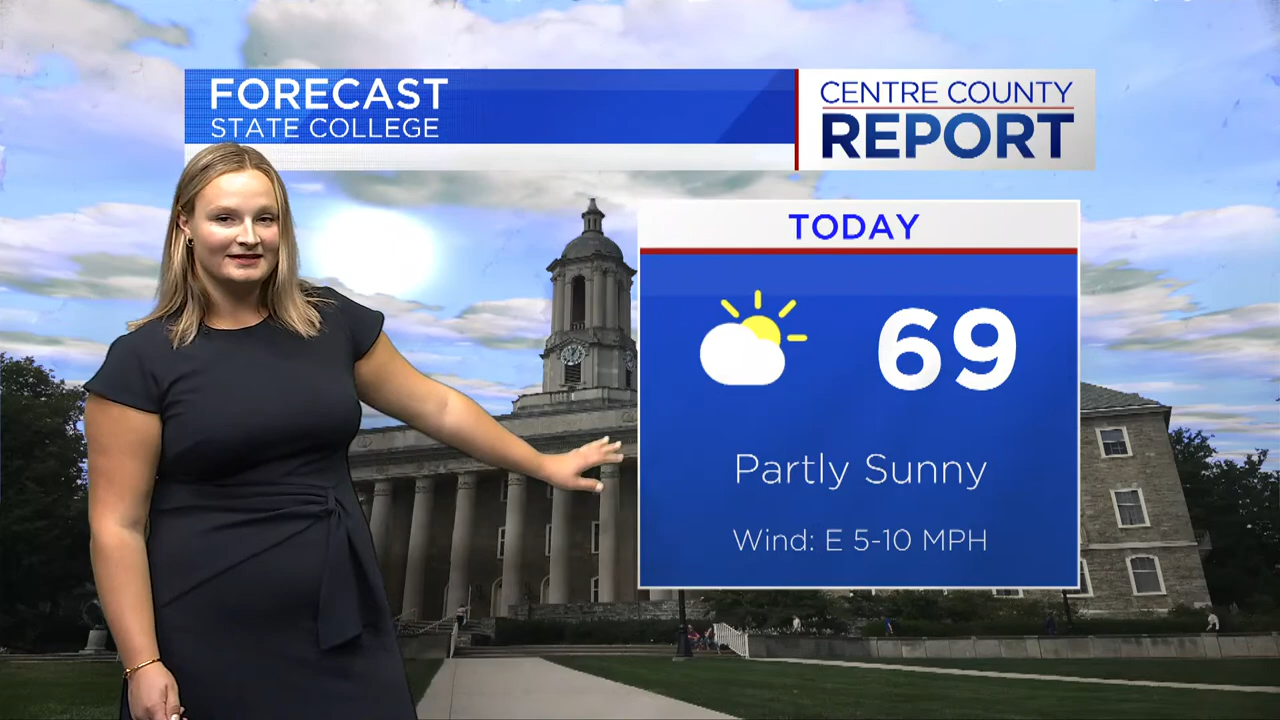 FORECAST
STATE COLLEGE
CENTRE COUNTY
REPORT
TODAY
69
Partly Sunny
Wind: E 5-10 MPH